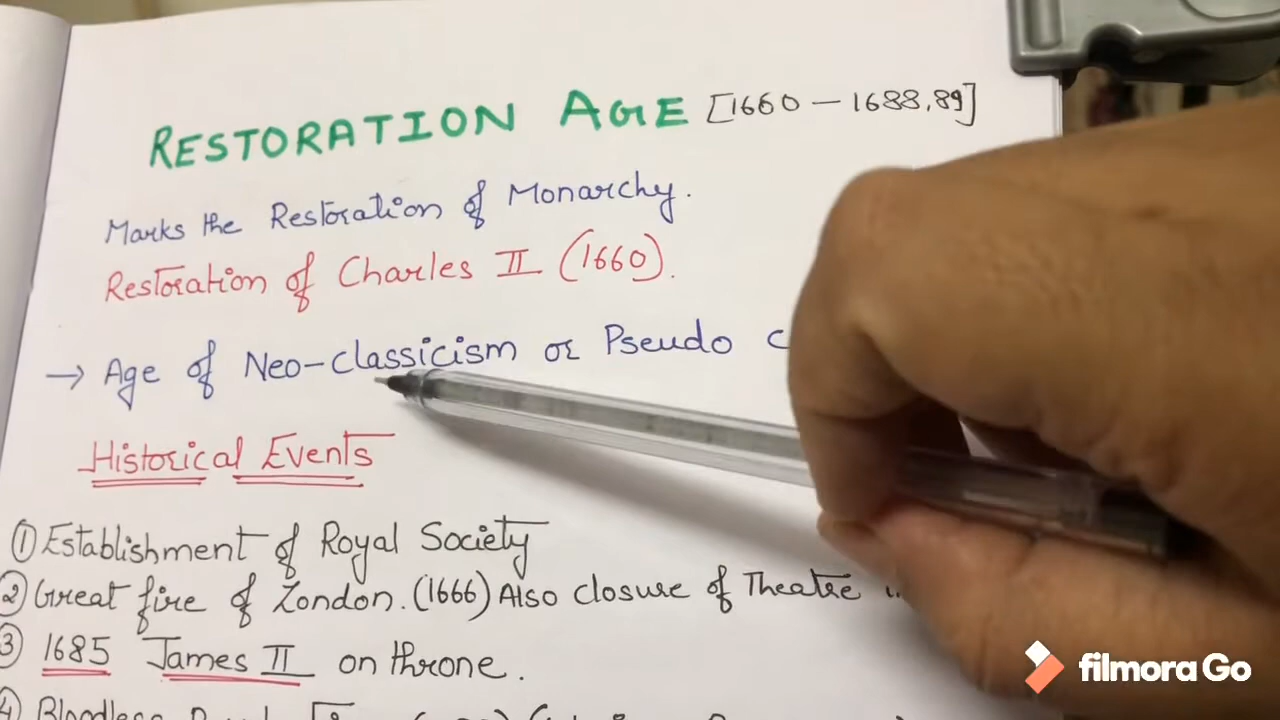 RESTORATION AGE [1660 – 1688,89]
Marks the Restoration of Monarchy.
Restoration of Charles II (1660).
→ Age of Neo-classicism or Pseudo
Historical Events
① Establishment of Royal Society
② Great fire of London. (1666) Also closure of Theatre
③ 1685 James II on throne.
④ Bloodless
filmora Go